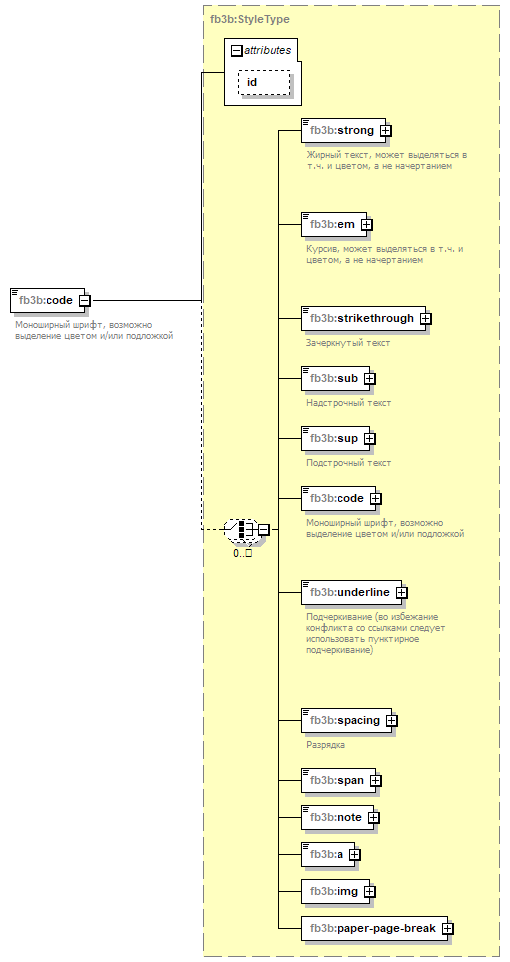 fb3b:StyleType
attributes
id
fb3b:strong
Жирный текст, может выделяться в
т.ч. и цветом, а не начертанием
fb3b:em
Курсив, может выделяться в т.ч. и
цветом, а не начертанием
fb3b:code
Моноширный шрифт, возможно
выделение цветом и/или подложкой
fb3b:strikethrough
Зачеркнутый текст
fb3b:sub
Надстрочный текст
fb3b:sup
Подстрочный текст
fb3b:code
Моноширный шрифт, возможно
выделение цветом и/или подложкой
0..□
fb3b:underline
Подчеркивание (во избежание
конфликта со ссылками следует
использовать пунктирное
подчеркивание)
fb3b:spacing
Разрядка
fb3b:span
fb3b:note
fb3b:a
fb3b:img
fb3b:paper-page-break